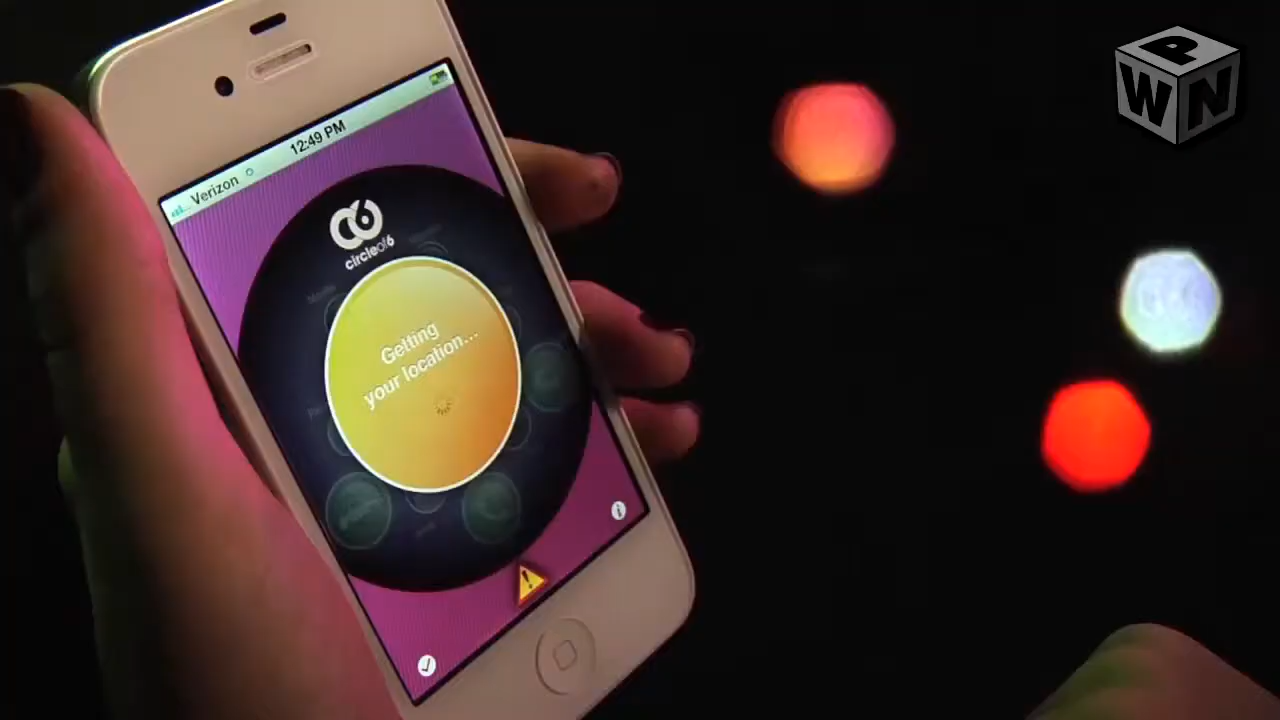 P
W N
Verizon
12:49 PM
circleof6
Getting
your location...